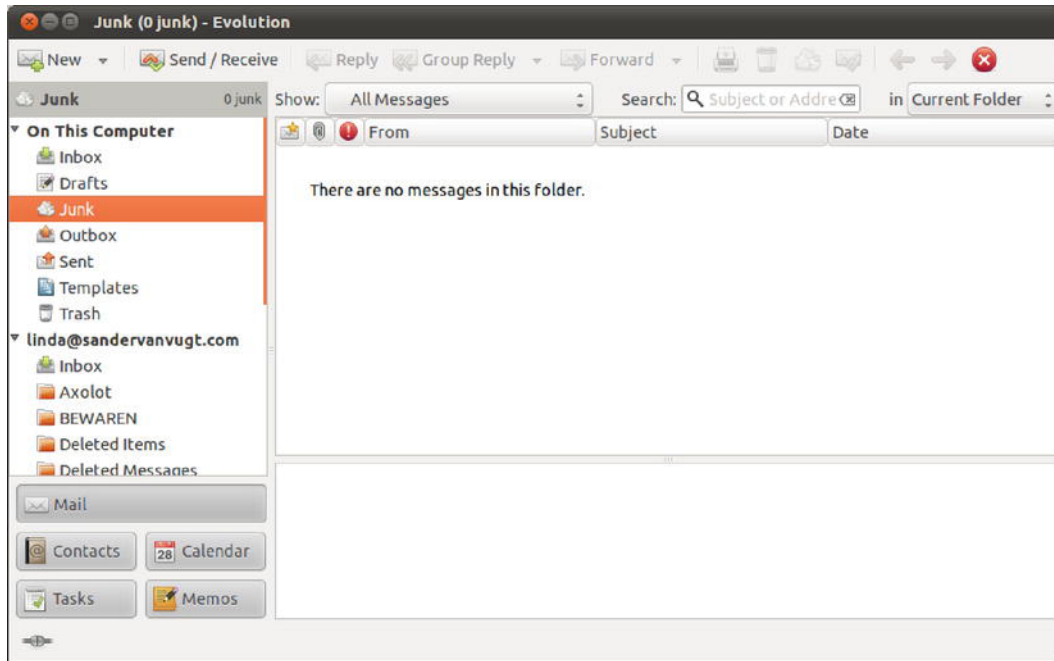 Junk (0 junk) - Evolution
New Send / Receive Reply Group Reply Forward
Junk 0 junk Show: All Messages Search: Subject or Addre in Current Folder
On This Computer From Subject Date
Inbox
Drafts There are no messages in this folder.
Junk
Outbox
Sent
Templates
Trash
linda@sandervanvugt.com
Inbox
Axolot
BEWAREN
Deleted Items
Deleted Messages
Mail
Contacts 28 Calendar
Tasks Memos